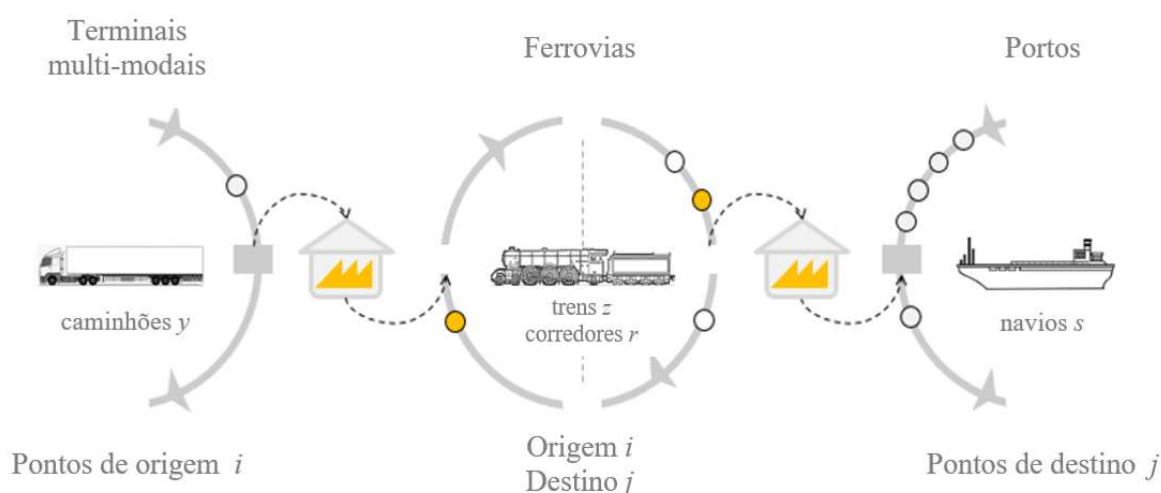 Terminais
multi-modais
Ferrovias
Portos
caminhões y
trens z
corredores r
navios s
Pontos de origem i
Origem i
Destino j
Pontos de destino j